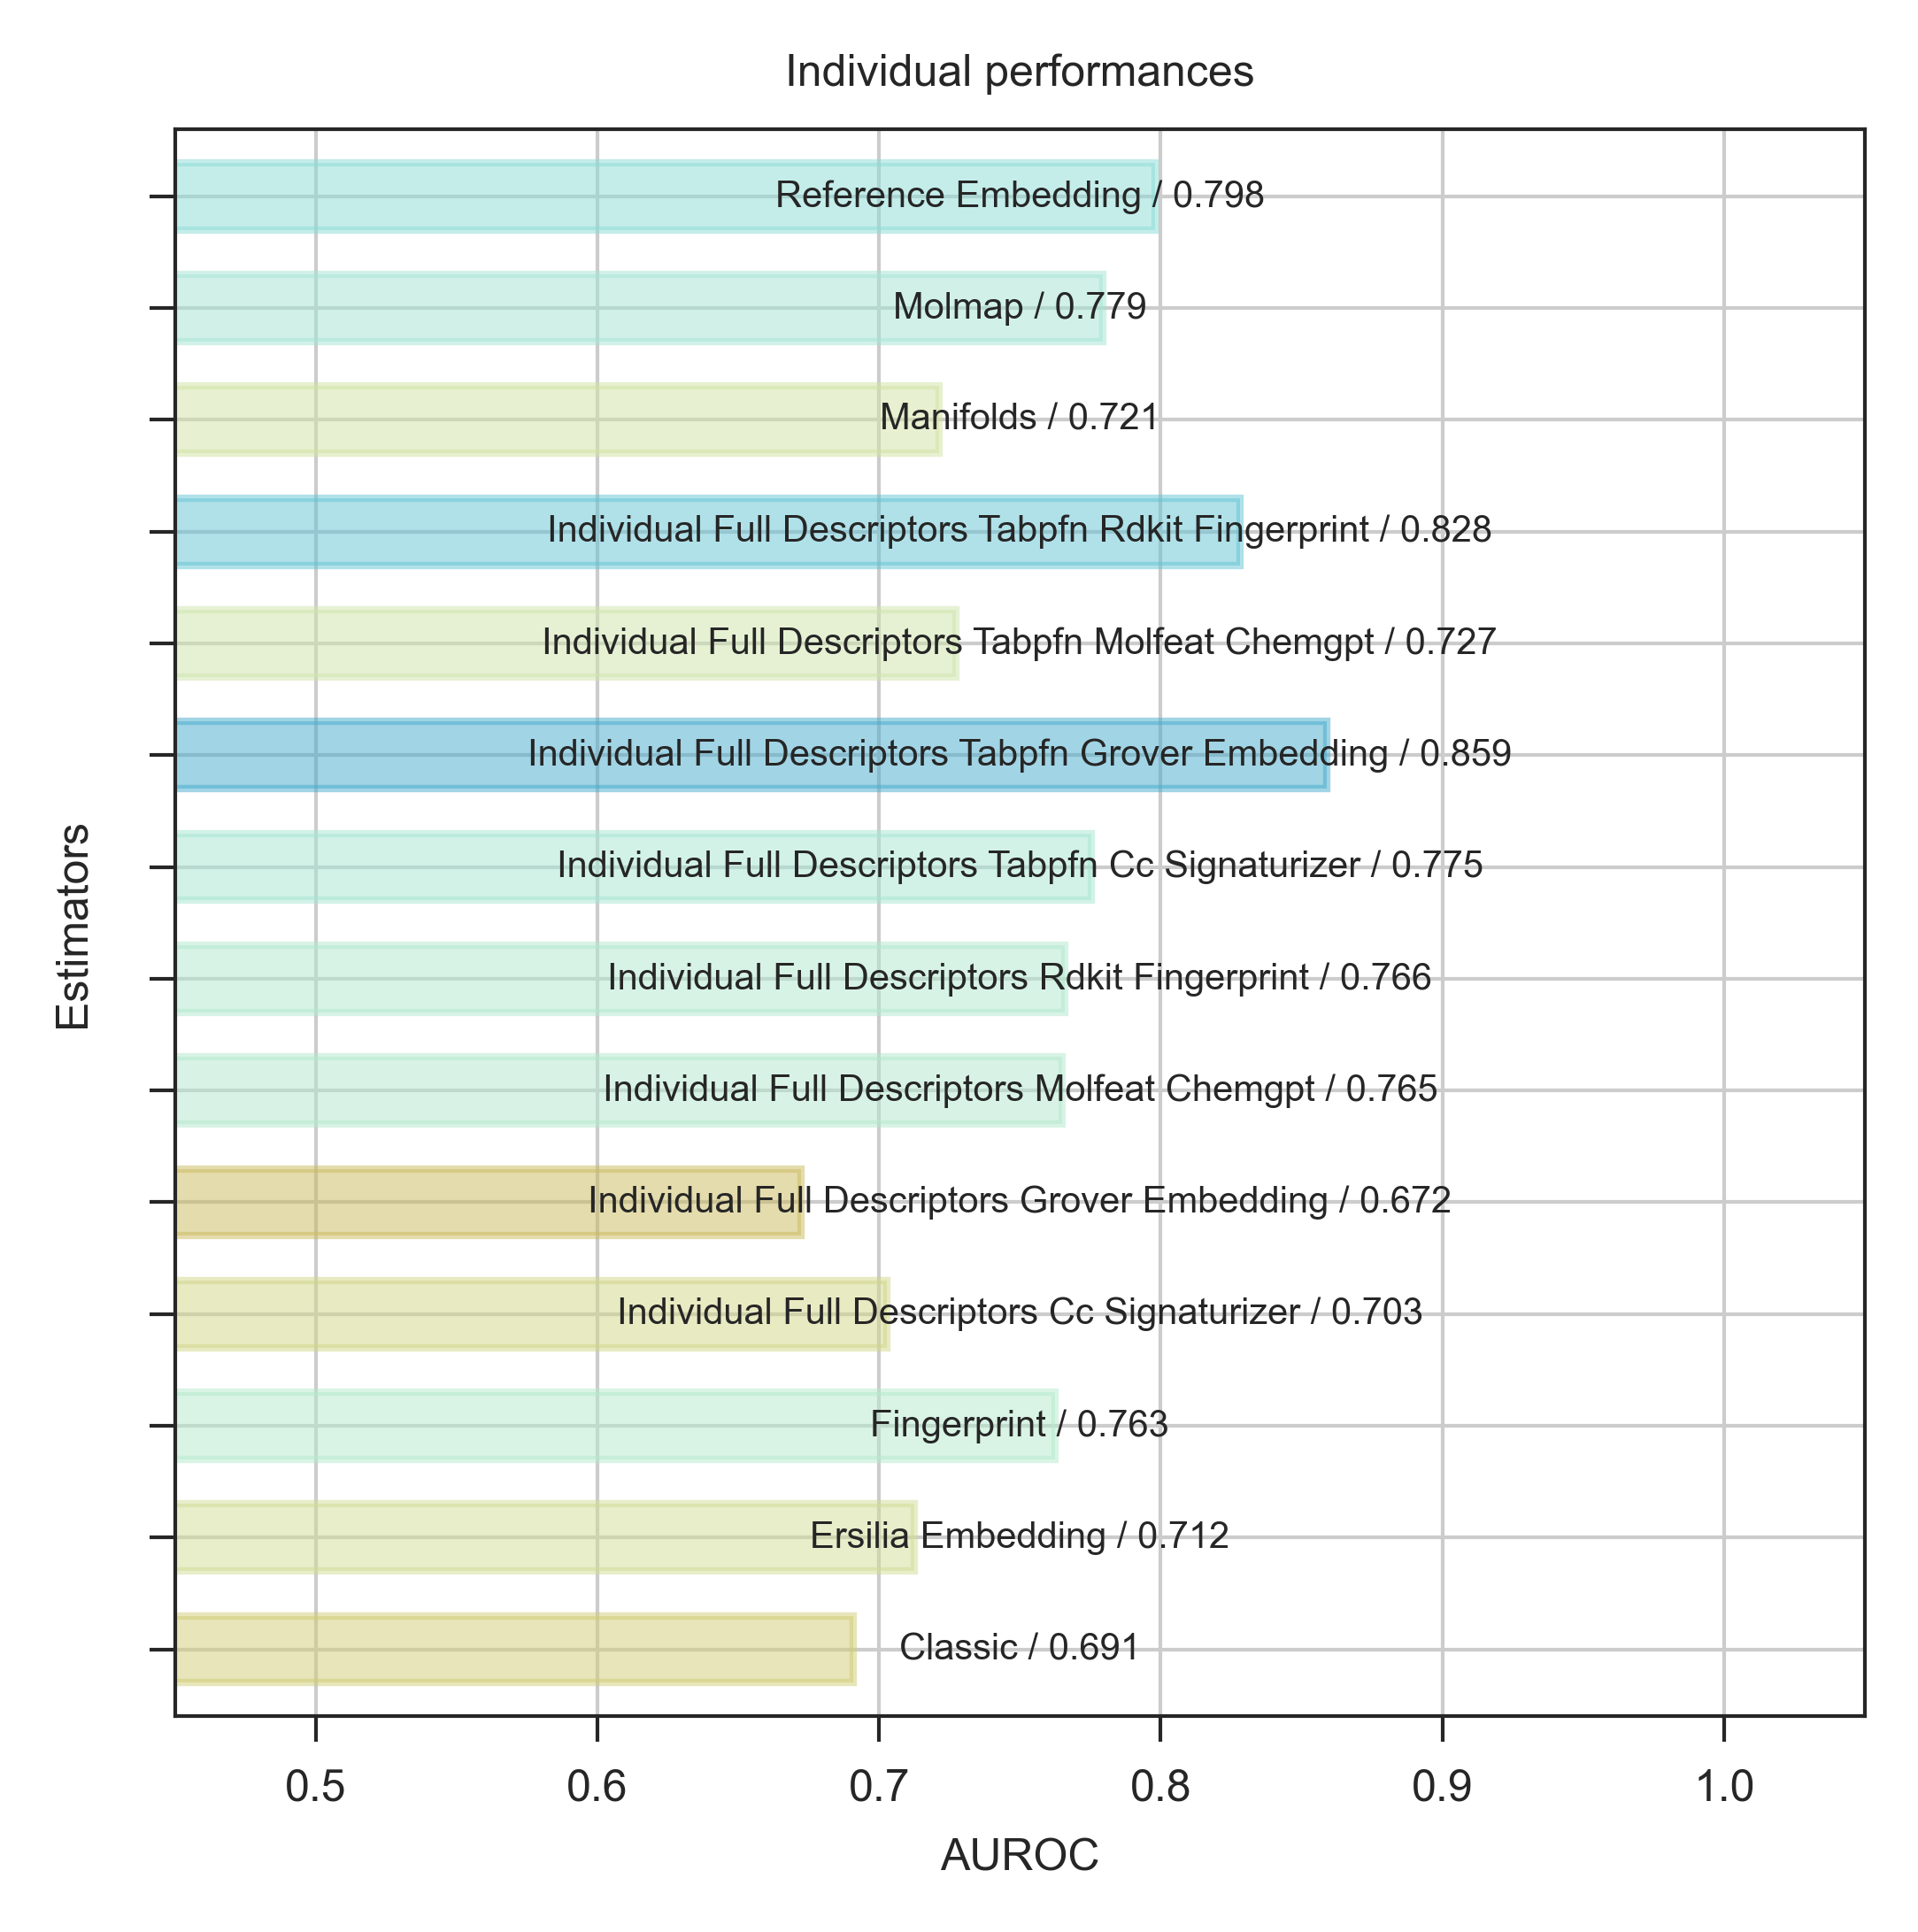 Individual performances
Reference Embedding / 0.798
Molmap / 0.779
Manifolds / 0.721
Individual Full Descriptors Tabpfn Rdkit Fingerprint / 0.828
Individual Full Descriptors Tabpfn Molfeat Chemgpt / 0.727
Individual Full Descriptors Tabpfn Grover Embedding / 0.859
Individual Full Descriptors Tabpfn Cc Signaturizer / 0.775
Individual Full Descriptors Rdkit Fingerprint / 0.766
Individual Full Descriptors Molfeat Chemgpt / 0.765
Individual Full Descriptors Grover Embedding / 0.672
Individual Full Descriptors Cc Signaturizer / 0.703
Fingerprint / 0.763
Ersilia Embedding / 0.712
Classic / 0.691
Estimators
0.5 0.6 0.7 0.8 0.9 1.0
AUROC